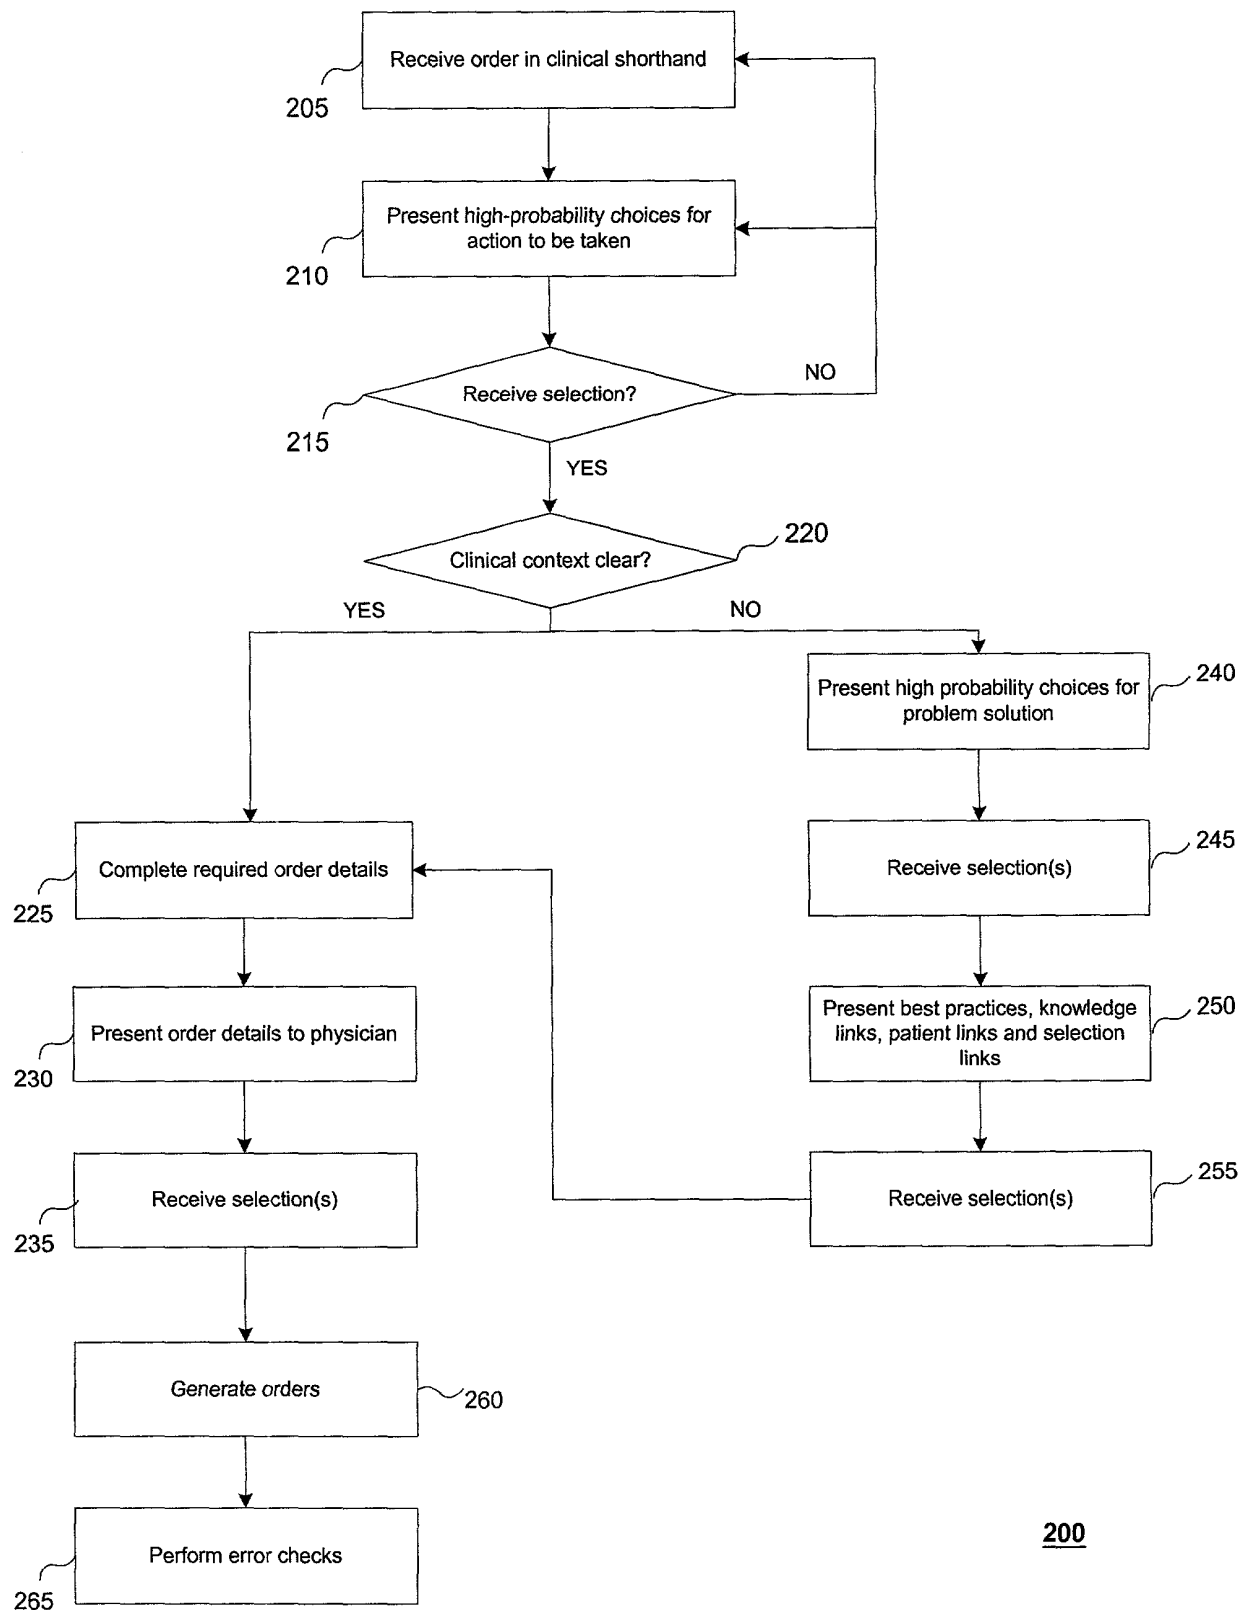 Receive order in clinical shorthand
205
Present high-probability choices for
action to be taken
210
Receive selection?
NO
215
YES
Clinical context clear?
220
YES
NO
Present high probability choices for
problem solution
240
Complete required order details
225
Receive selection(s)
245
Present order details to physician
230
Present best practices, knowledge
links, patient links and selection
links
250
Receive selection(s)
235
Receive selection(s)
255
Generate orders
260
Perform error checks
265
200